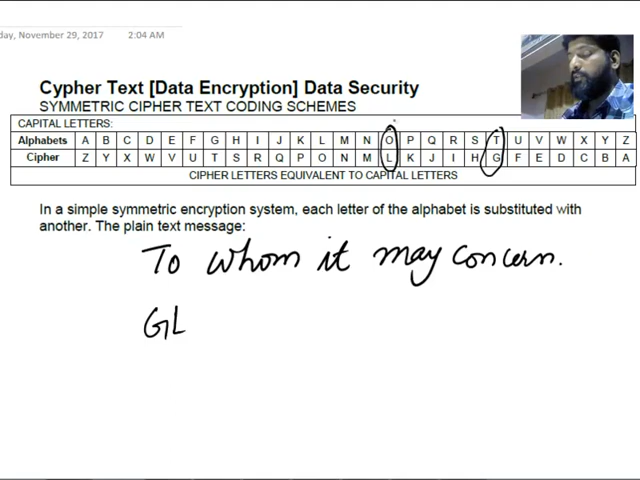 day, November 29, 2017 2:04 AM
Cypher Text [Data Encryption] Data Security
SYMMETRIC CIPHER TEXT CODING SCHEMES
CAPITAL LETTERS:
Alphabets A B C D E F G H I J K L M N O P Q R S T U V W X Y Z
Cipher Z Y X W V U T S R Q P O N M L K J I H G F E D C B A
CIPHER LETTERS EQUIVALENT TO CAPITAL LETTERS
In a simple symmetric encryption system, each letter of the alphabet is substituted with
another. The plain text message:
To whom it may concern.
GL